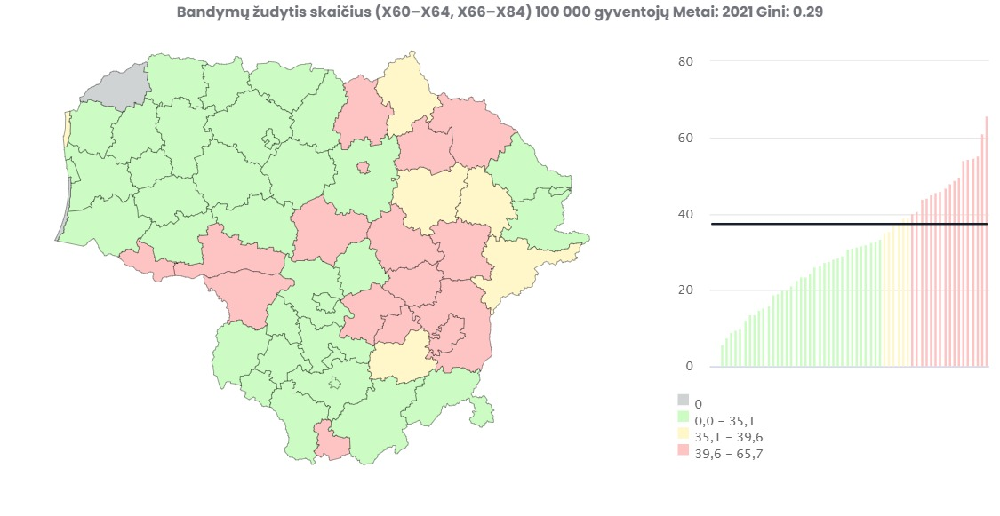 Bandymų žudytis skaičius (X60–X64, X66–X84) 100 000 gyventojų Metai: 2021 Gini: 0.29
80
60
40
20
0
0
0,0 – 35,1
35,1 – 39,6
39,6 – 65,7